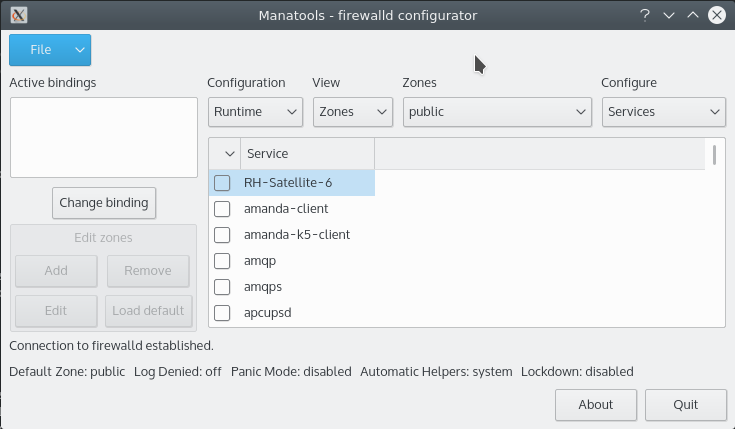 Manatools - firewalld configurator
File
Active bindings
Configuration View Zones Configure
Runtime Zones public Services
Service
RH-Satellite-6
amanda-client
amanda-k5-client
amqp
amqps
apcupsd
Change binding
Edit zones
Add Remove
Edit Load default
Connection to firewalld established.
Default Zone: public Log Denied: off Panic Mode: disabled Automatic Helpers: system Lockdown: disabled
About Quit